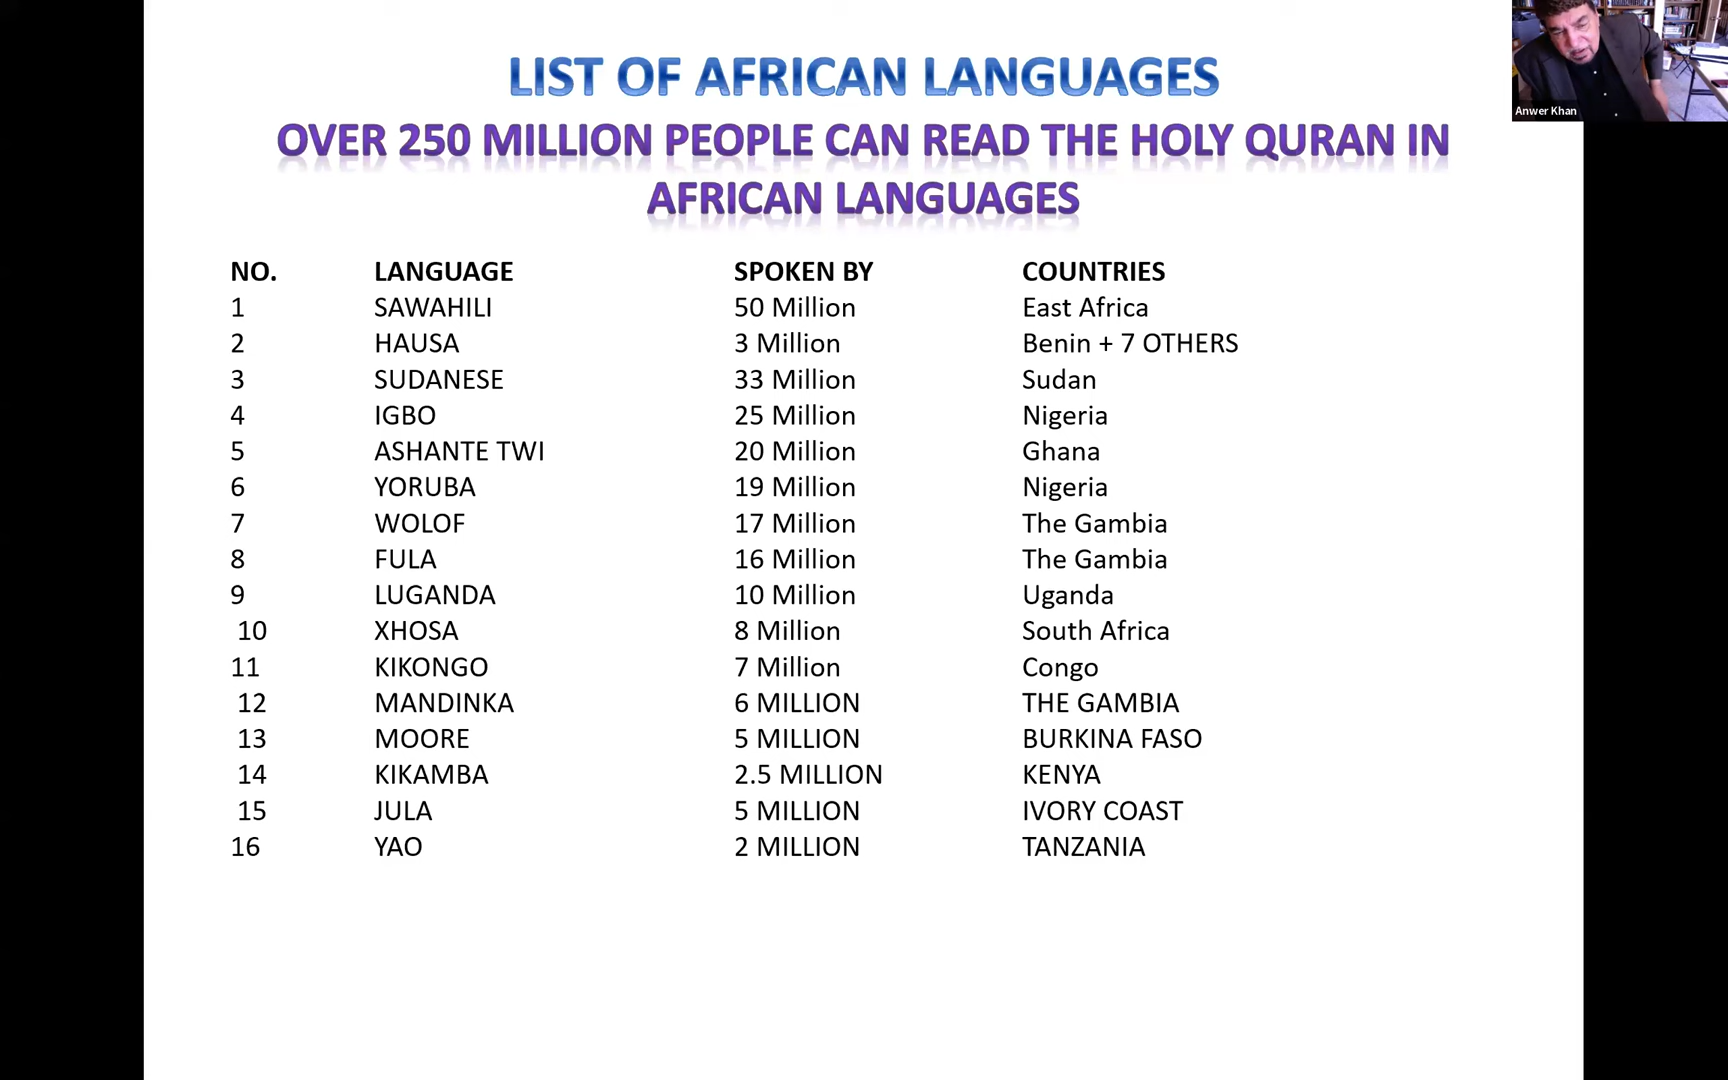 LIST OF AFRICAN LANGUAGES
OVER 250 MILLION PEOPLE CAN READ THE HOLY QURAN IN
AFRICAN LANGUAGES
Anwer Khan
NO. LANGUAGE SPOKEN BY COUNTRIES
1 SAWAHILI 50 Million East Africa
2 HAUSA 3 Million Benin + 7 OTHERS
3 SUDANESE 33 Million Sudan
4 IGBO 25 Million Nigeria
5 ASHANTE TWI 20 Million Ghana
6 YORUBA 19 Million Nigeria
7 WOLOF 17 Million The Gambia
8 FULA 16 Million The Gambia
9 LUGANDA 10 Million Uganda
10 XHOSA 8 Million South Africa
11 KIKONGO 7 Million Congo
12 MANDINKA 6 MILLION THE GAMBIA
13 MOORE 5 MILLION BURKINA FASO
14 KIKAMBA 2.5 MILLION KENYA
15 JULA 5 MILLION IVORY COAST
16 YAO 2 MILLION TANZANIA